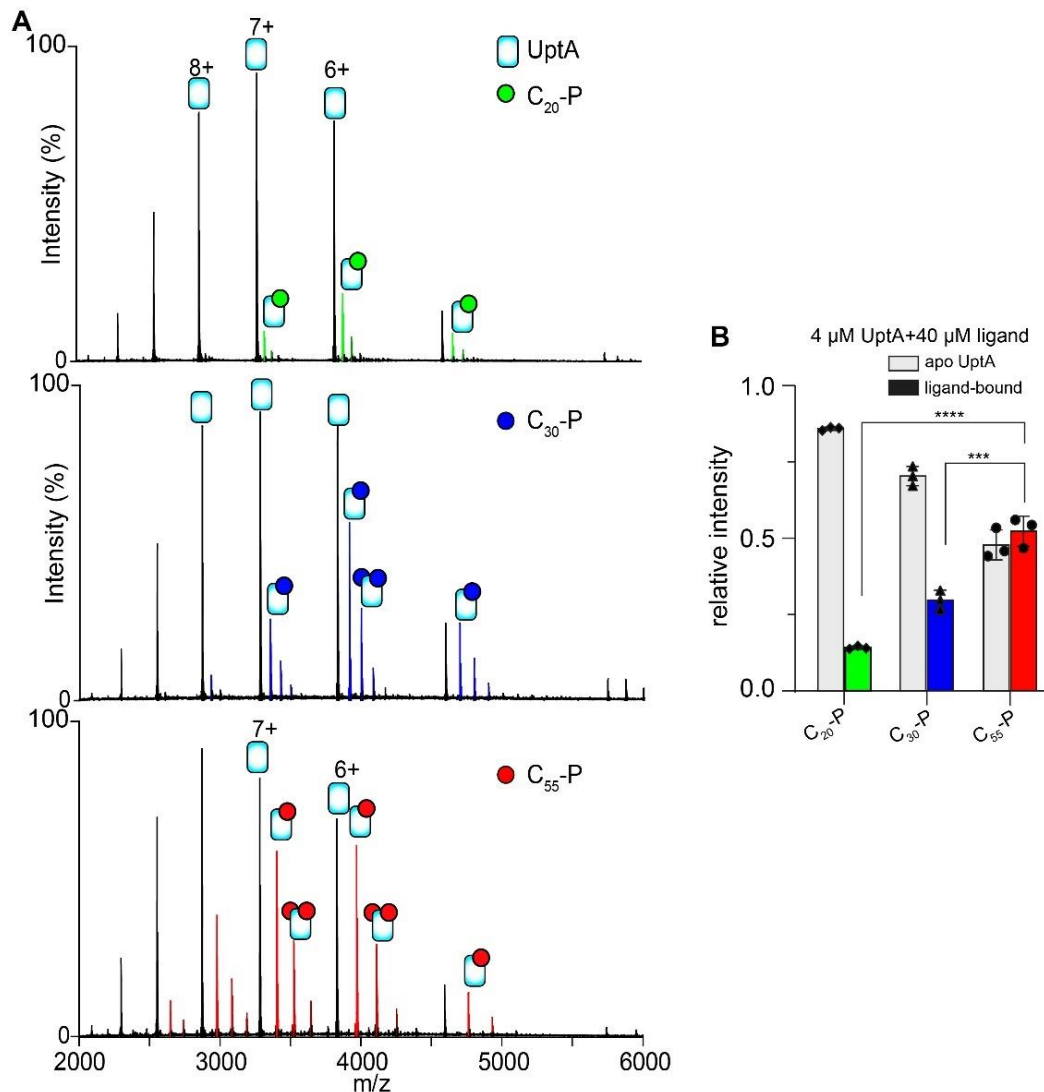 A
100
Intensity (%)
0
8+
7+
6+
UptA
C₂₀-P
100
Intensity (%)
0
C₃₀-P
100
0
7+
6+
C₅₅-P
2000
3000
4000
5000
6000
m/z
B
4 µM UptA+40 µM ligand
apo UptA
ligand-bound
1.0
0.5
0.0
relative intensity
****
***
C₂₀-P
C₃₀-P
C₅₅-P